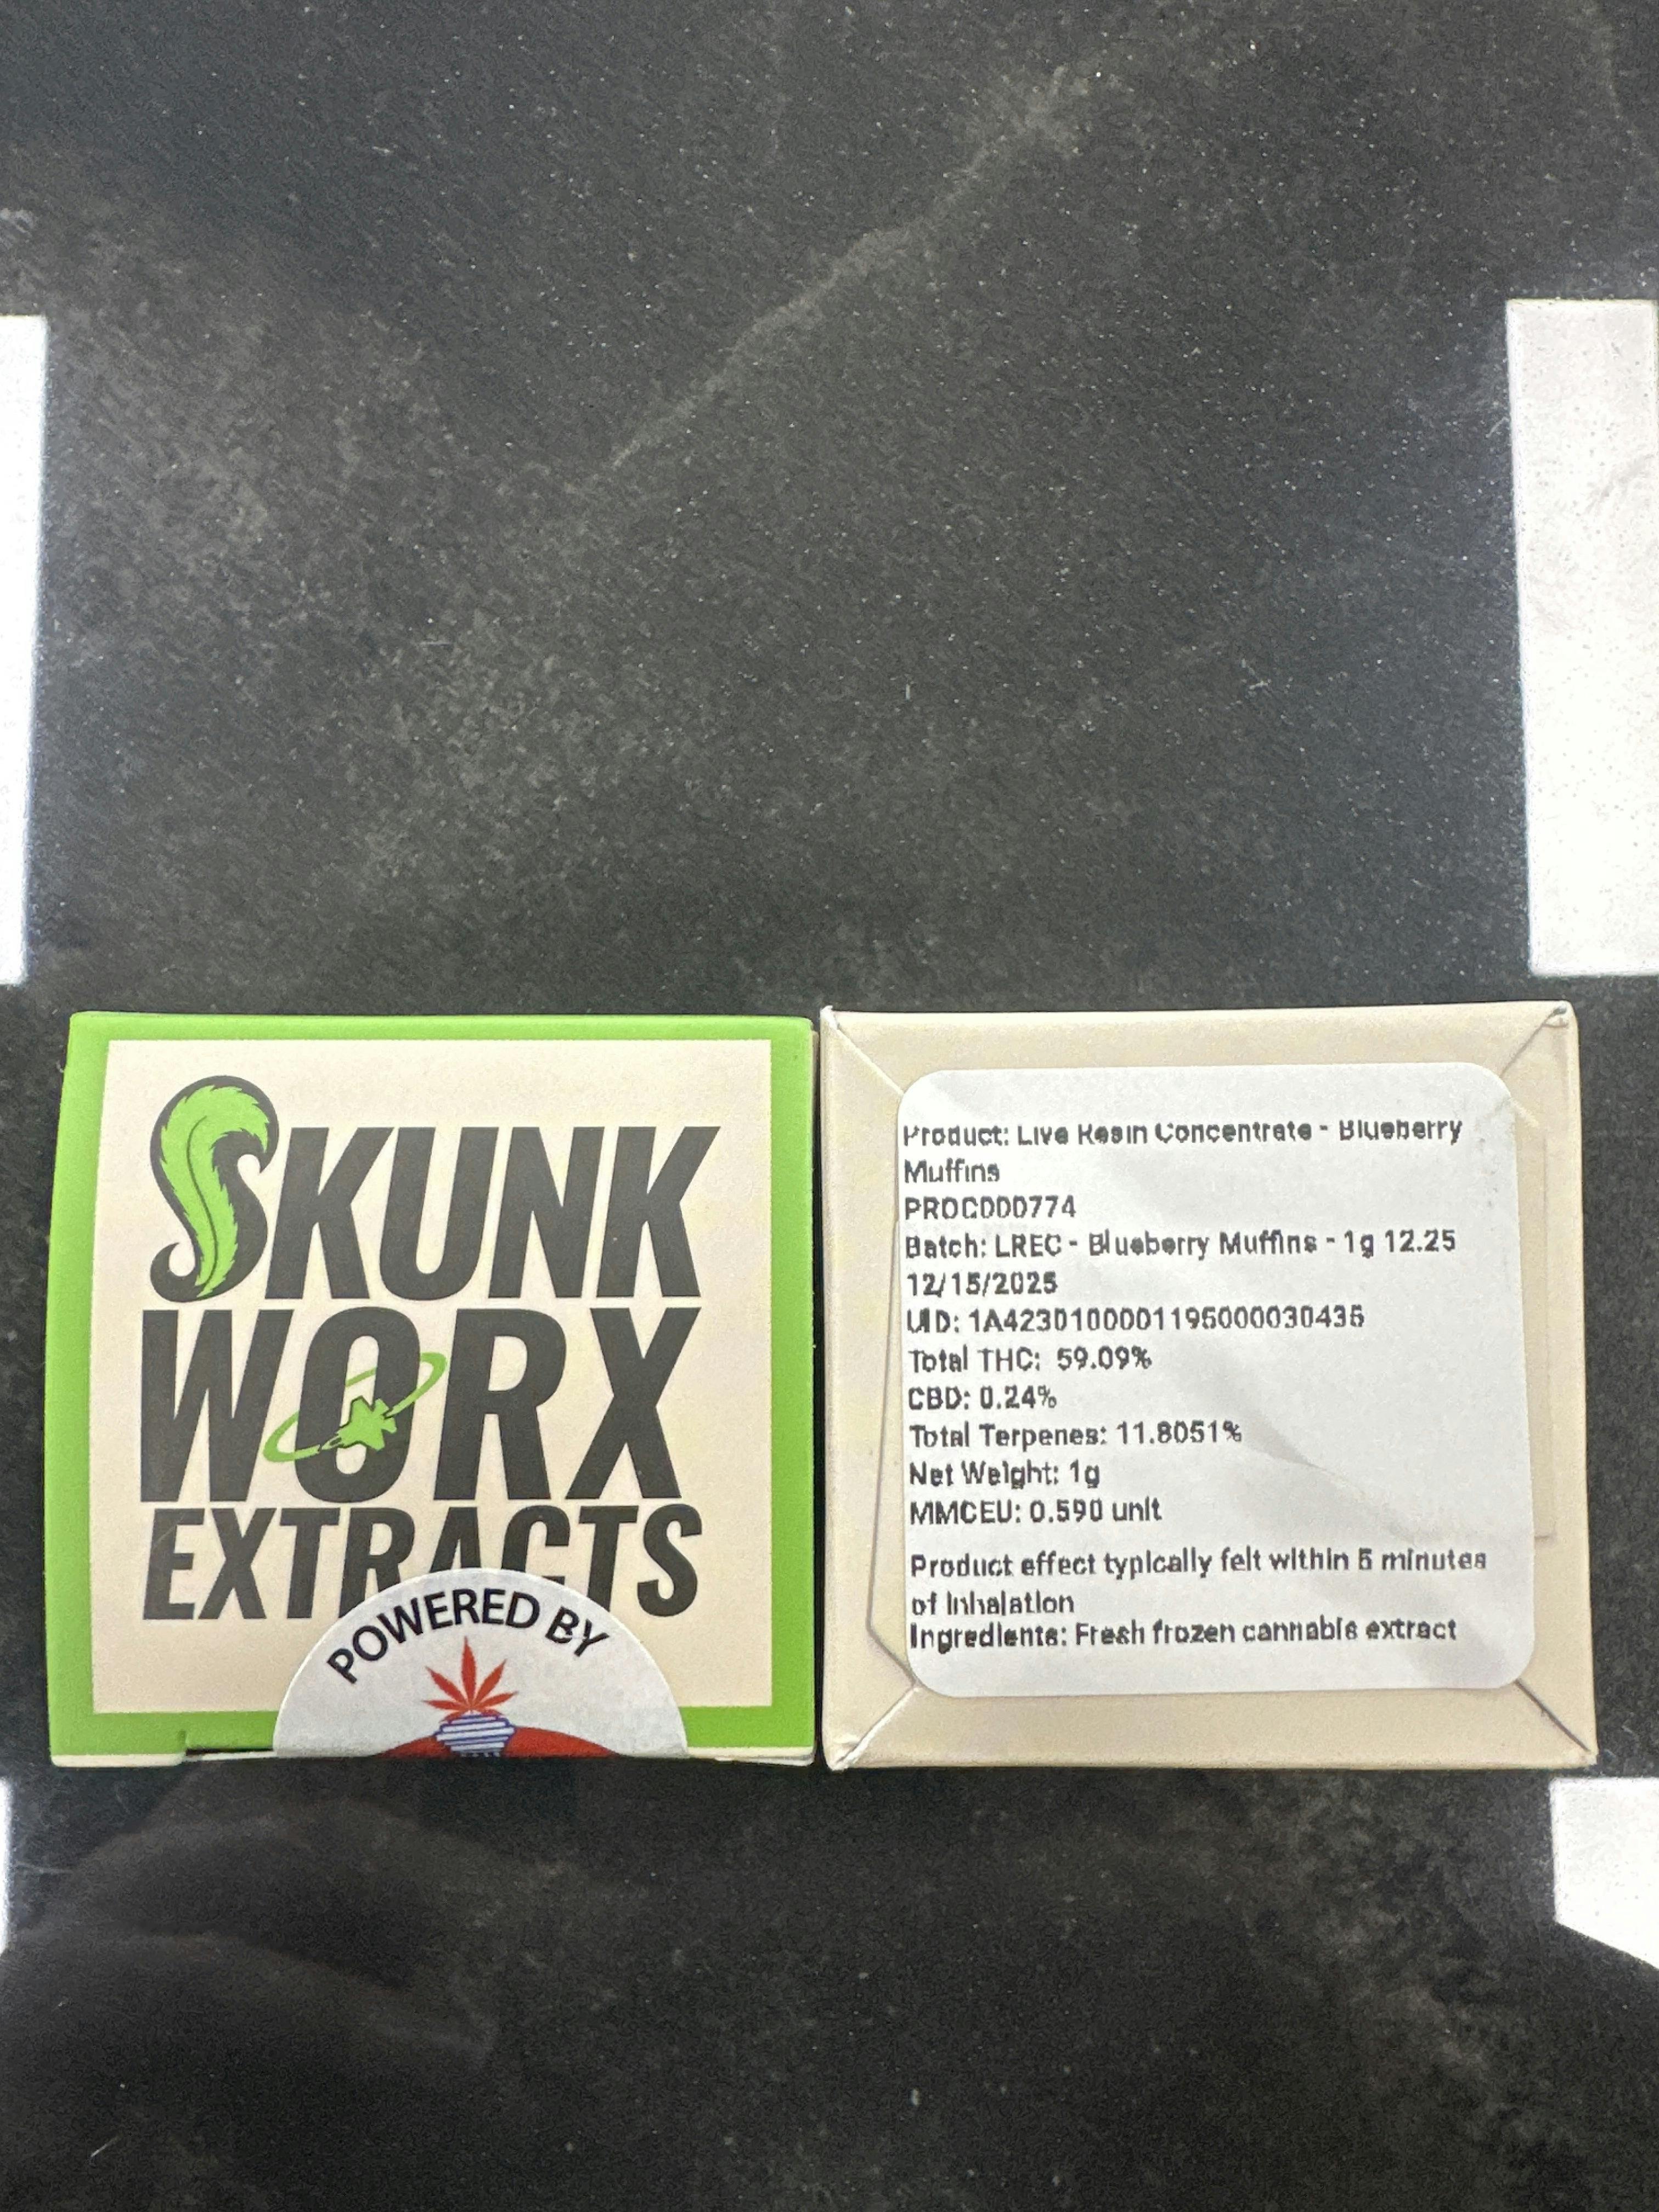 SKUNK
WORX
EXTRACTS
POWERED BY
Product: Live Resin Concentrate - Blueberry
Muffins
PROC000774
Batch: LREC - Blueberry Muffins - 1g 12.25
12/15/2025
UID: 1A4230100001195000030435
Total THC: 59.09%
CBD: 0.24%
Total Terpenes: 11.8051%
Net Weight: 1g
MMCEU: 0.590 unit
Product effect typically felt within 5 minutes
of inhalation
Ingredients: Fresh frozen cannabis extract